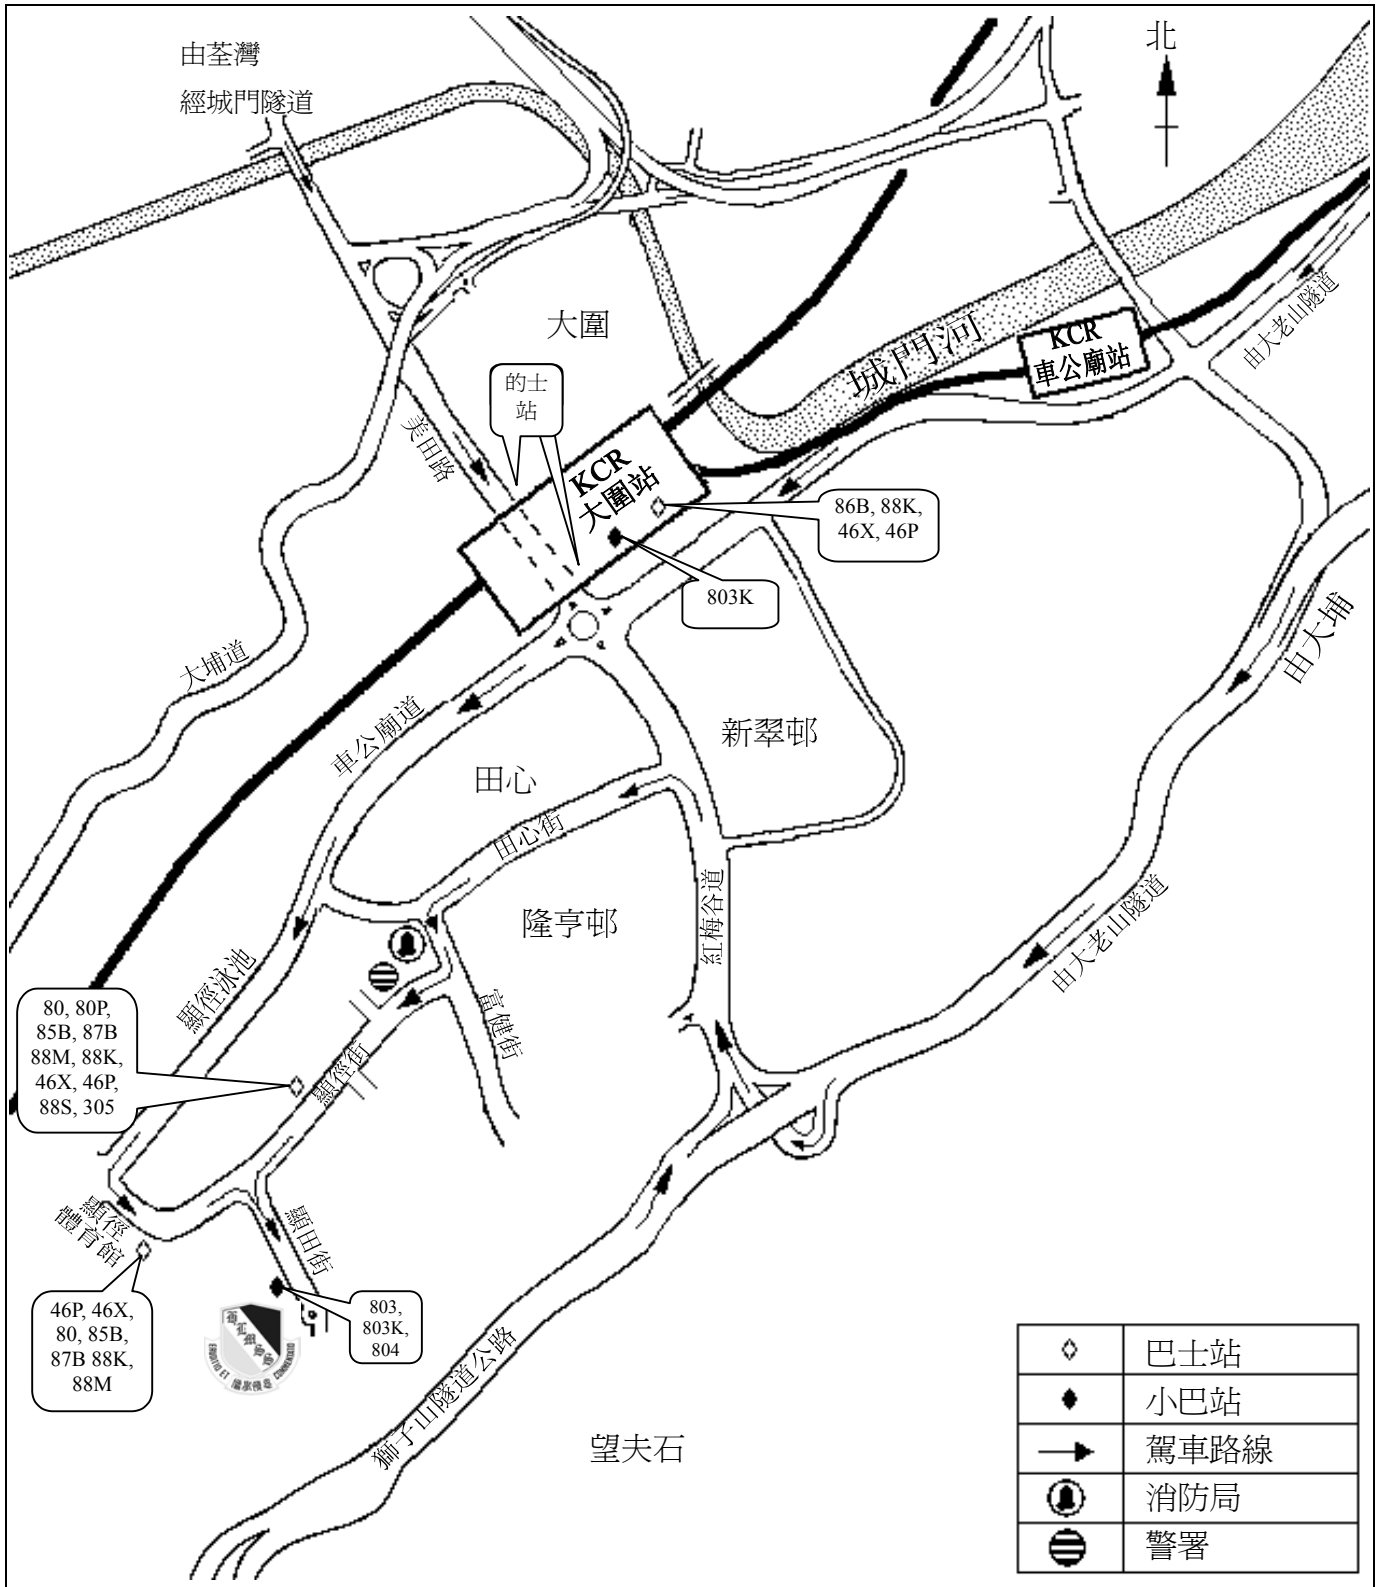 由荃灣
經城門隧道
北
大圍
的士
站
KCR
大圍站
城門河
KCR
車公廟站
由大老山隧道
美田路
86B, 88K,
46X, 46P
803K
由大埔
大埔道
車公廟道
新翠邨
田心
田心街
隆亨邨
紅梅谷道
由大老山隧道
顯徑泳池
富健街
80, 80P,
85B, 87B
88M, 88K,
46X, 46P,
88S, 305
顯徑街
顯徑
體育館
顯田街
46P, 46X,
80, 85B,
87B 88K,
88M
HLMSS
803,
803K,
804
獅子山隧道公路
望夫石
巴士站
小巴站
駕車路線
消防局
警署